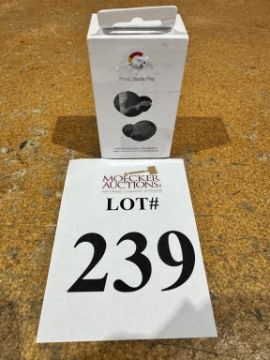 Pixel Buds Pro
MOECKER
AUCTIONS
LOT#
239